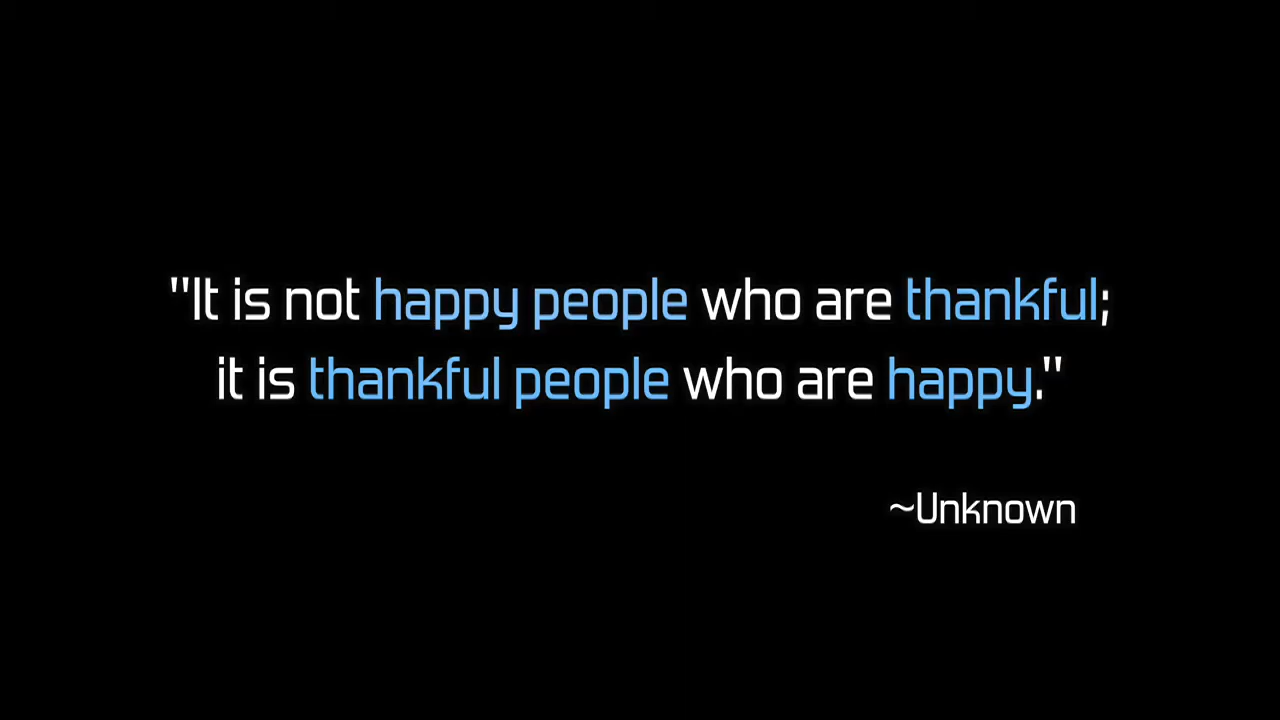 "It is not happy people who are thankful;
it is thankful people who are happy."
~Unknown